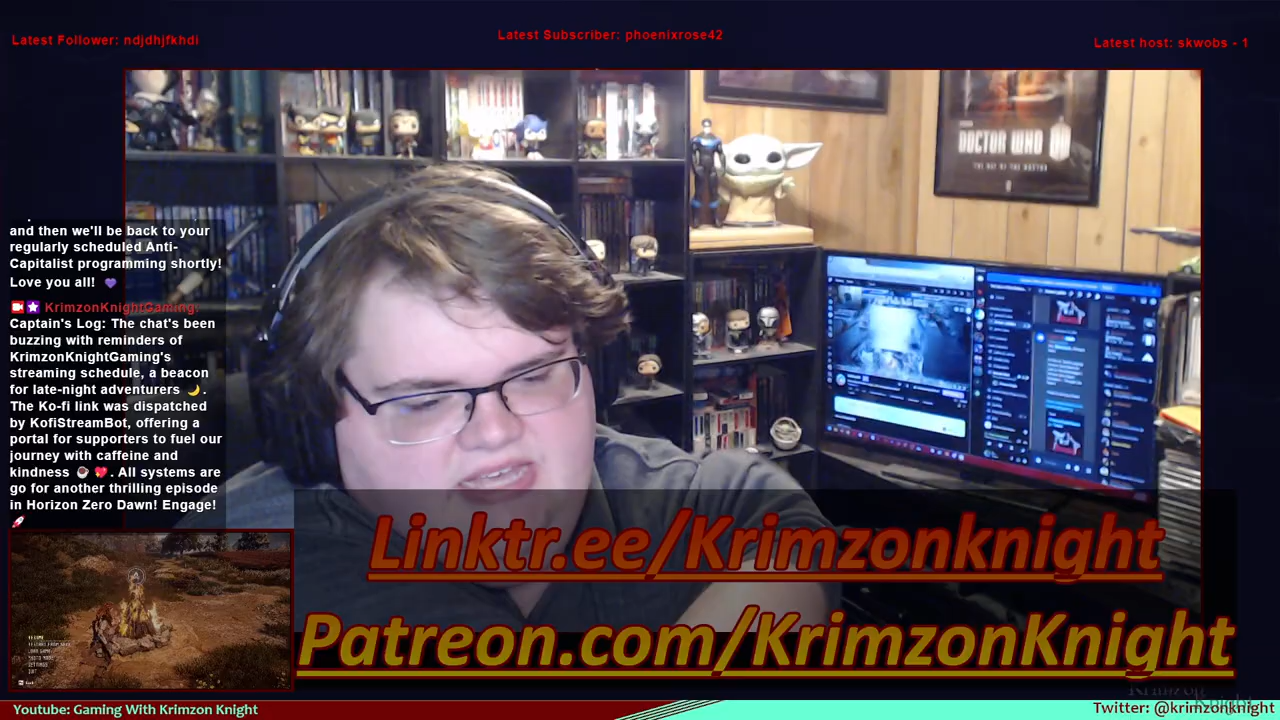 Latest Follower: ndjdhjfkhdi
Latest Subscriber: phoenixrose42
Latest host: skwobs - 1
DOCTOR WHO
and then we'll be back to your
regularly scheduled Anti-
Capitalist programming shortly!
Love you all! 💜
KrimzonKnightGaming:
Captain's Log: The chat's been
buzzing with reminders of
KrimzonKnightGaming's
streaming schedule, a beacon
for late-night adventurers 🌙.
The Ko-fi link was dispatched
by KofiStreamBot, offering a
portal for supporters to fuel our
journey with caffeine and
kindness ☕ 💖. All systems are
go for another thrilling episode
in Horizon Zero Dawn! Engage!
🚀
Linktr.ee/Krimzonknight
Patreon.com/KrimzonKnight
Krimzon
Knight
Youtube: Gaming With Krimzon Knight
Twitter: @krimzonknight